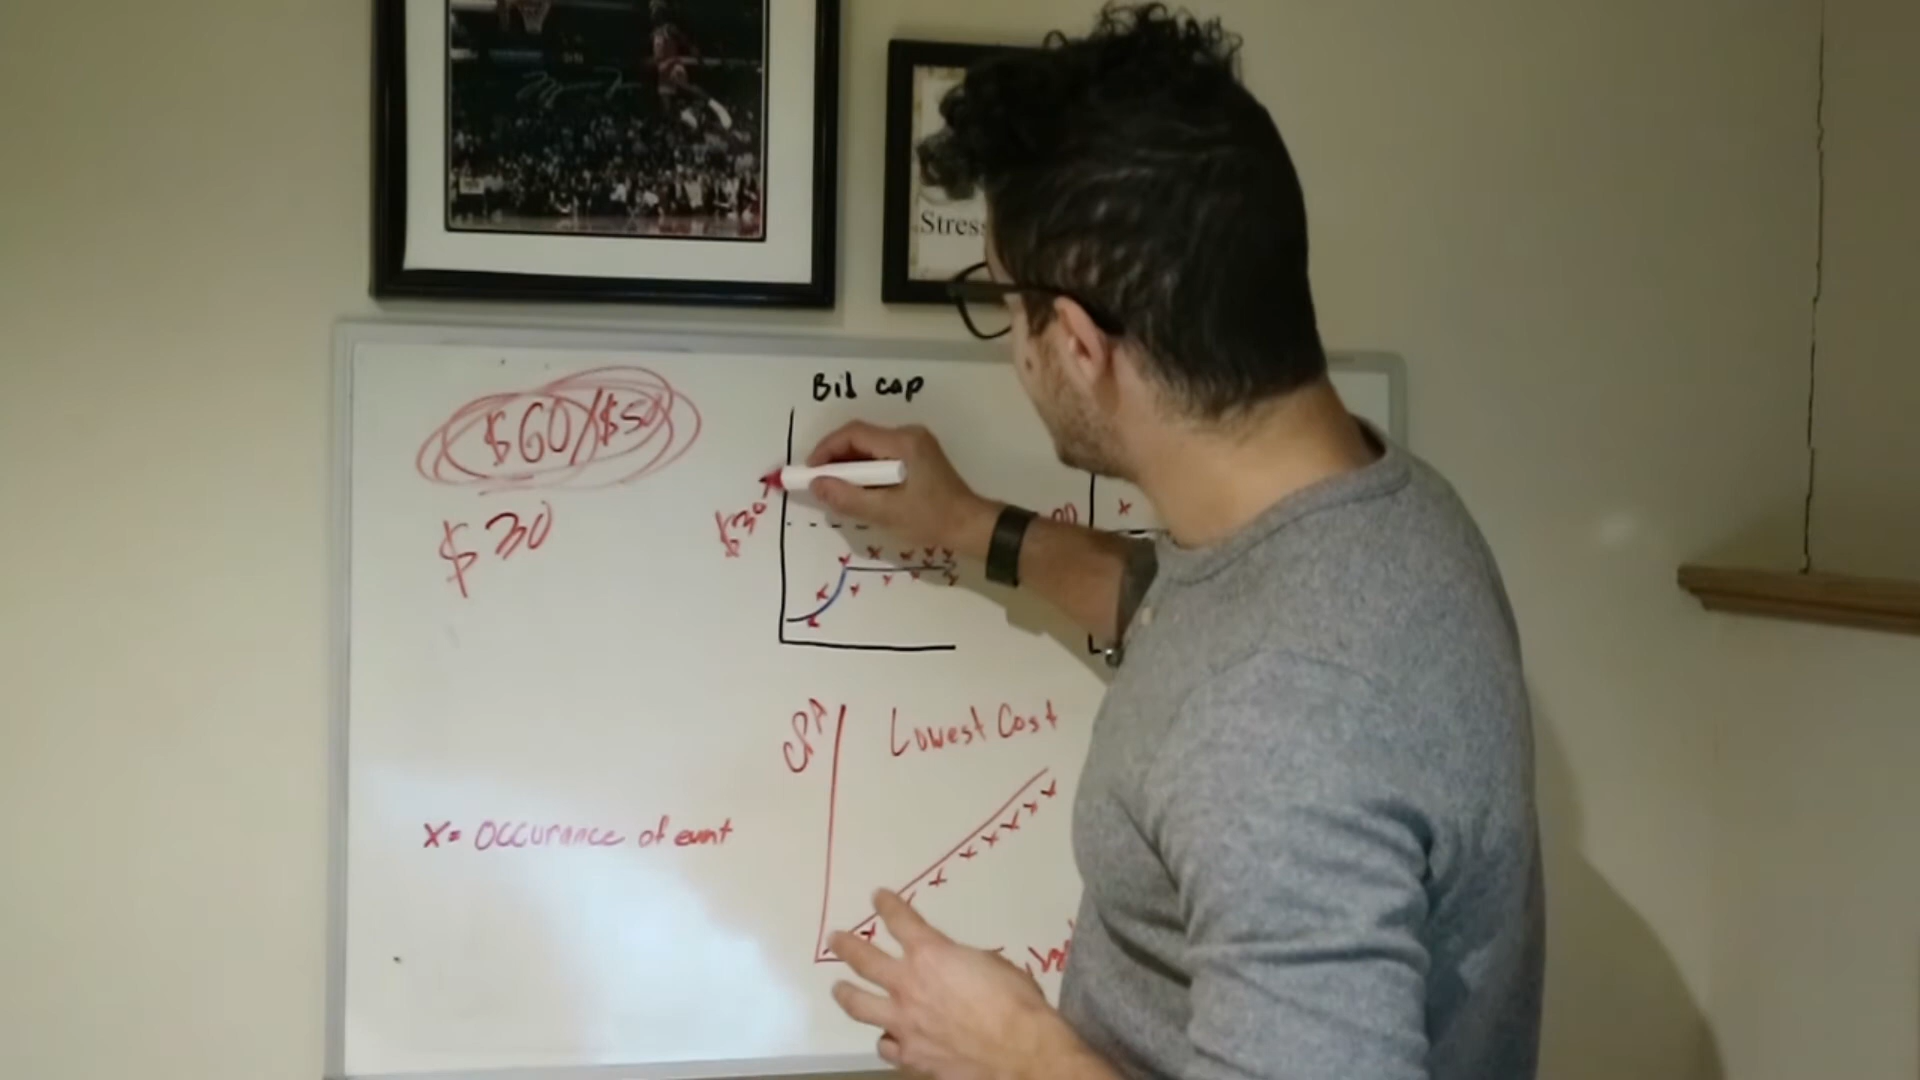 Stress
Bid cap
$60/$50
$30
$30
CPA
Lowest Cost
x = Occurance of event